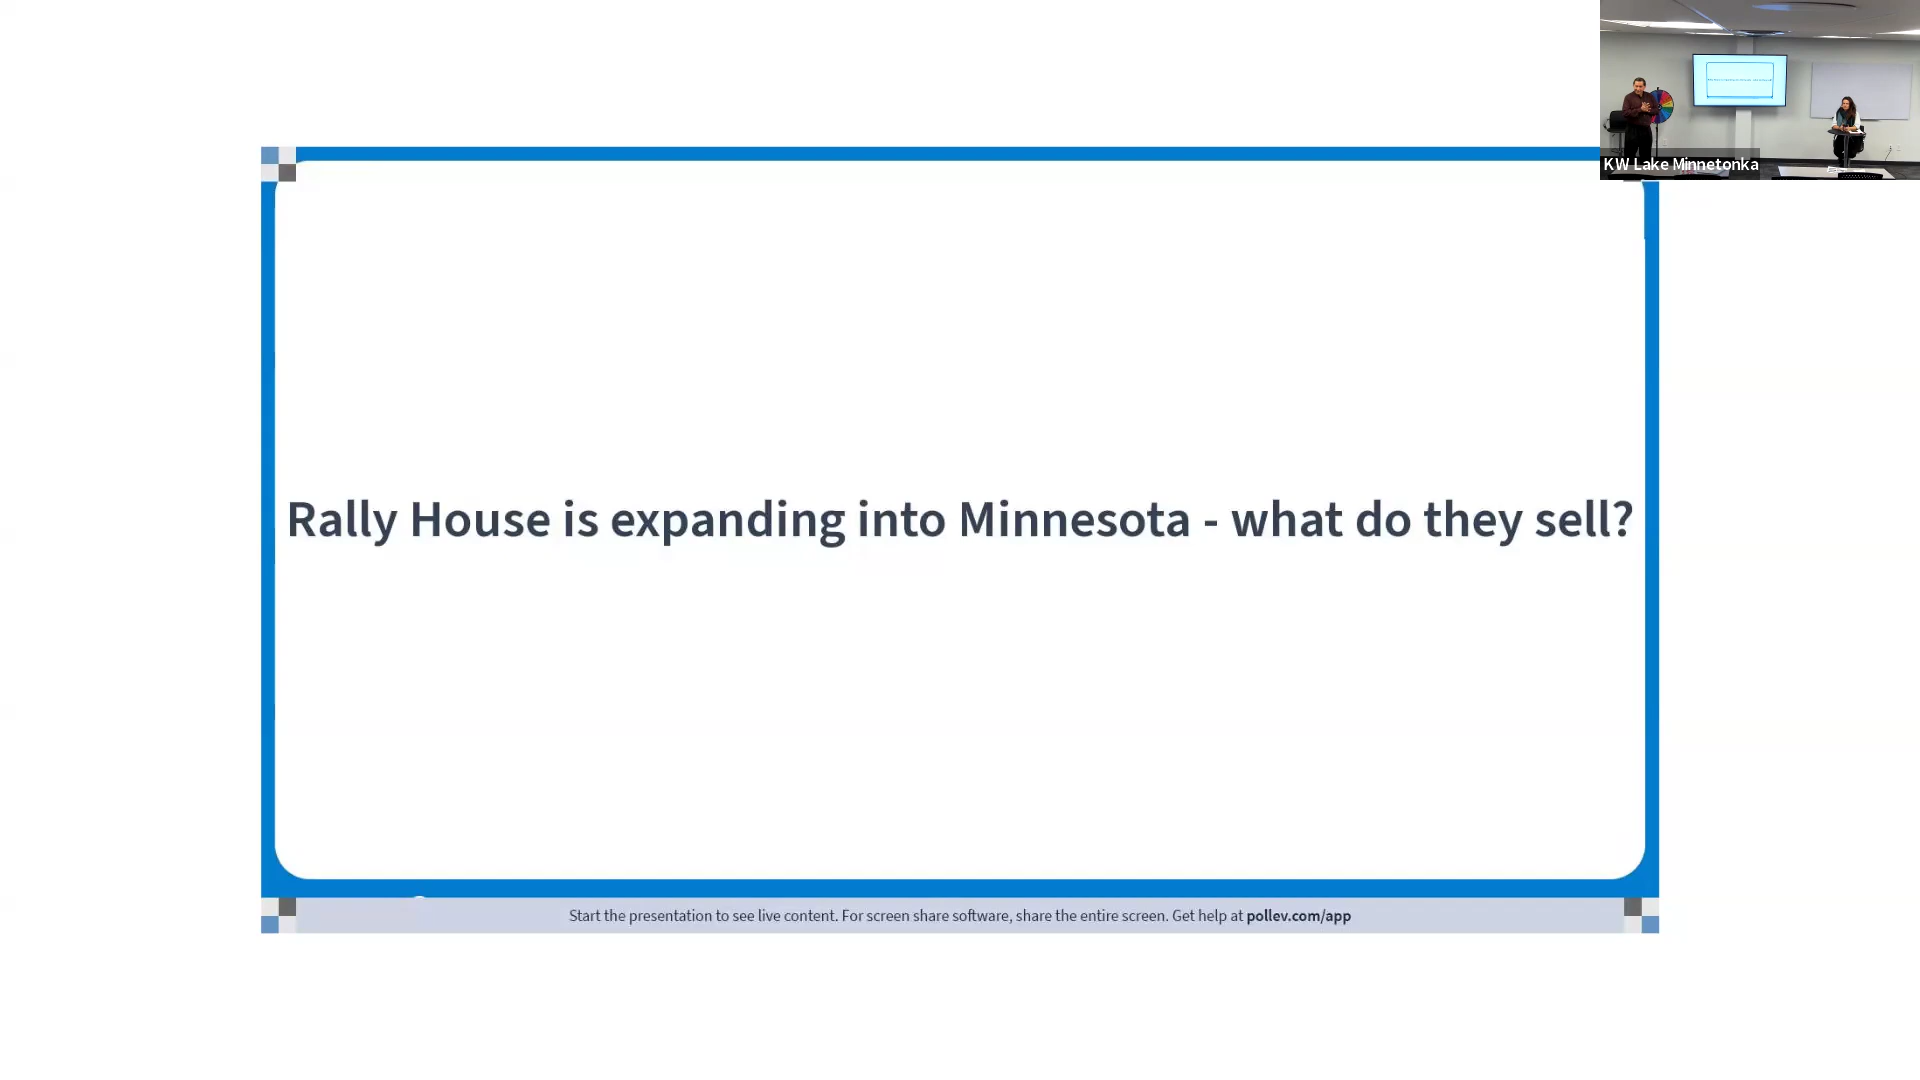 KW Lake Minnetonka
Rally House is expanding into Minnesota - what do they sell?
Start the presentation to see live content. For screen share software, share the entire screen. Get help at pollev.com/app